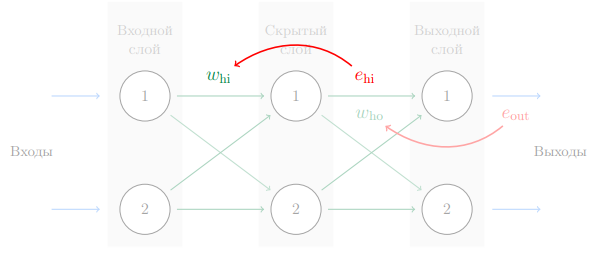 Входной слой
Скрытый слой
Выходной слой
w_hi
e_hi
1
1
1
w_ho
e_out
Входы
Выходы
2
2
2